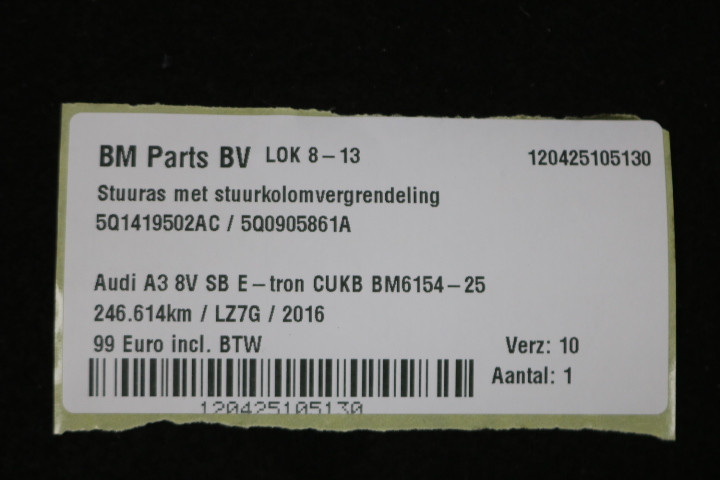 BM Parts BV LOK 8-13 120425105130
Stuuras met stuurkolomvergrendeling
5Q1419502AC / 5Q0905861A
Audi A3 8V SB E-tron CUKB BM6154-25
246.614km / LZ7G / 2016
99 Euro incl. BTW Verz: 10
Aantal: 1
120425105130